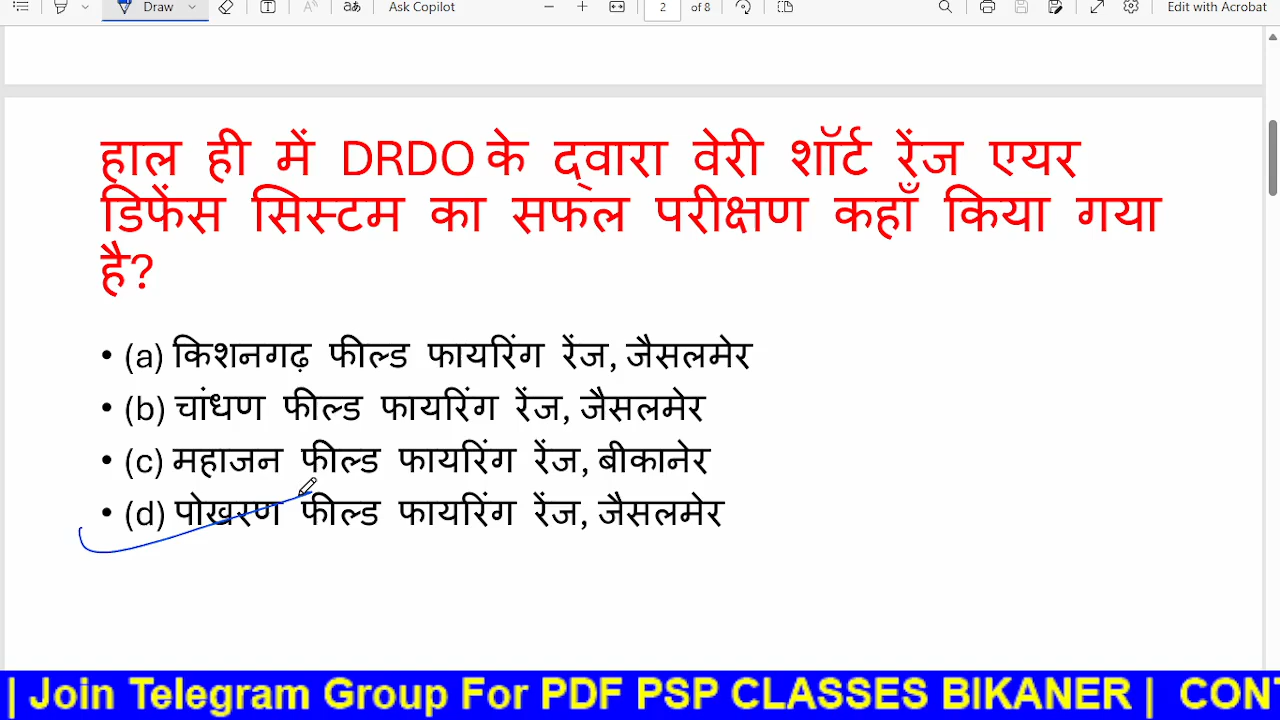 Draw
Ask Copilot
2 of 8
Edit with Acrobat
हाल ही में DRDO के द्वारा वेरी शॉर्ट रेंज एयर
डिफेंस सिस्टम का सफल परीक्षण कहाँ किया गया
है?
• (a) किशनगढ़ फील्ड फायरिंग रेंज, जैसलमेर
• (b) चांधण फील्ड फायरिंग रेंज, जैसलमेर
• (c) महाजन फील्ड फायरिंग रेंज, बीकानेर
• (d) पोखरण फील्ड फायरिंग रेंज, जैसलमेर
| Join Telegram Group For PDF PSP CLASSES BIKANER | CONT